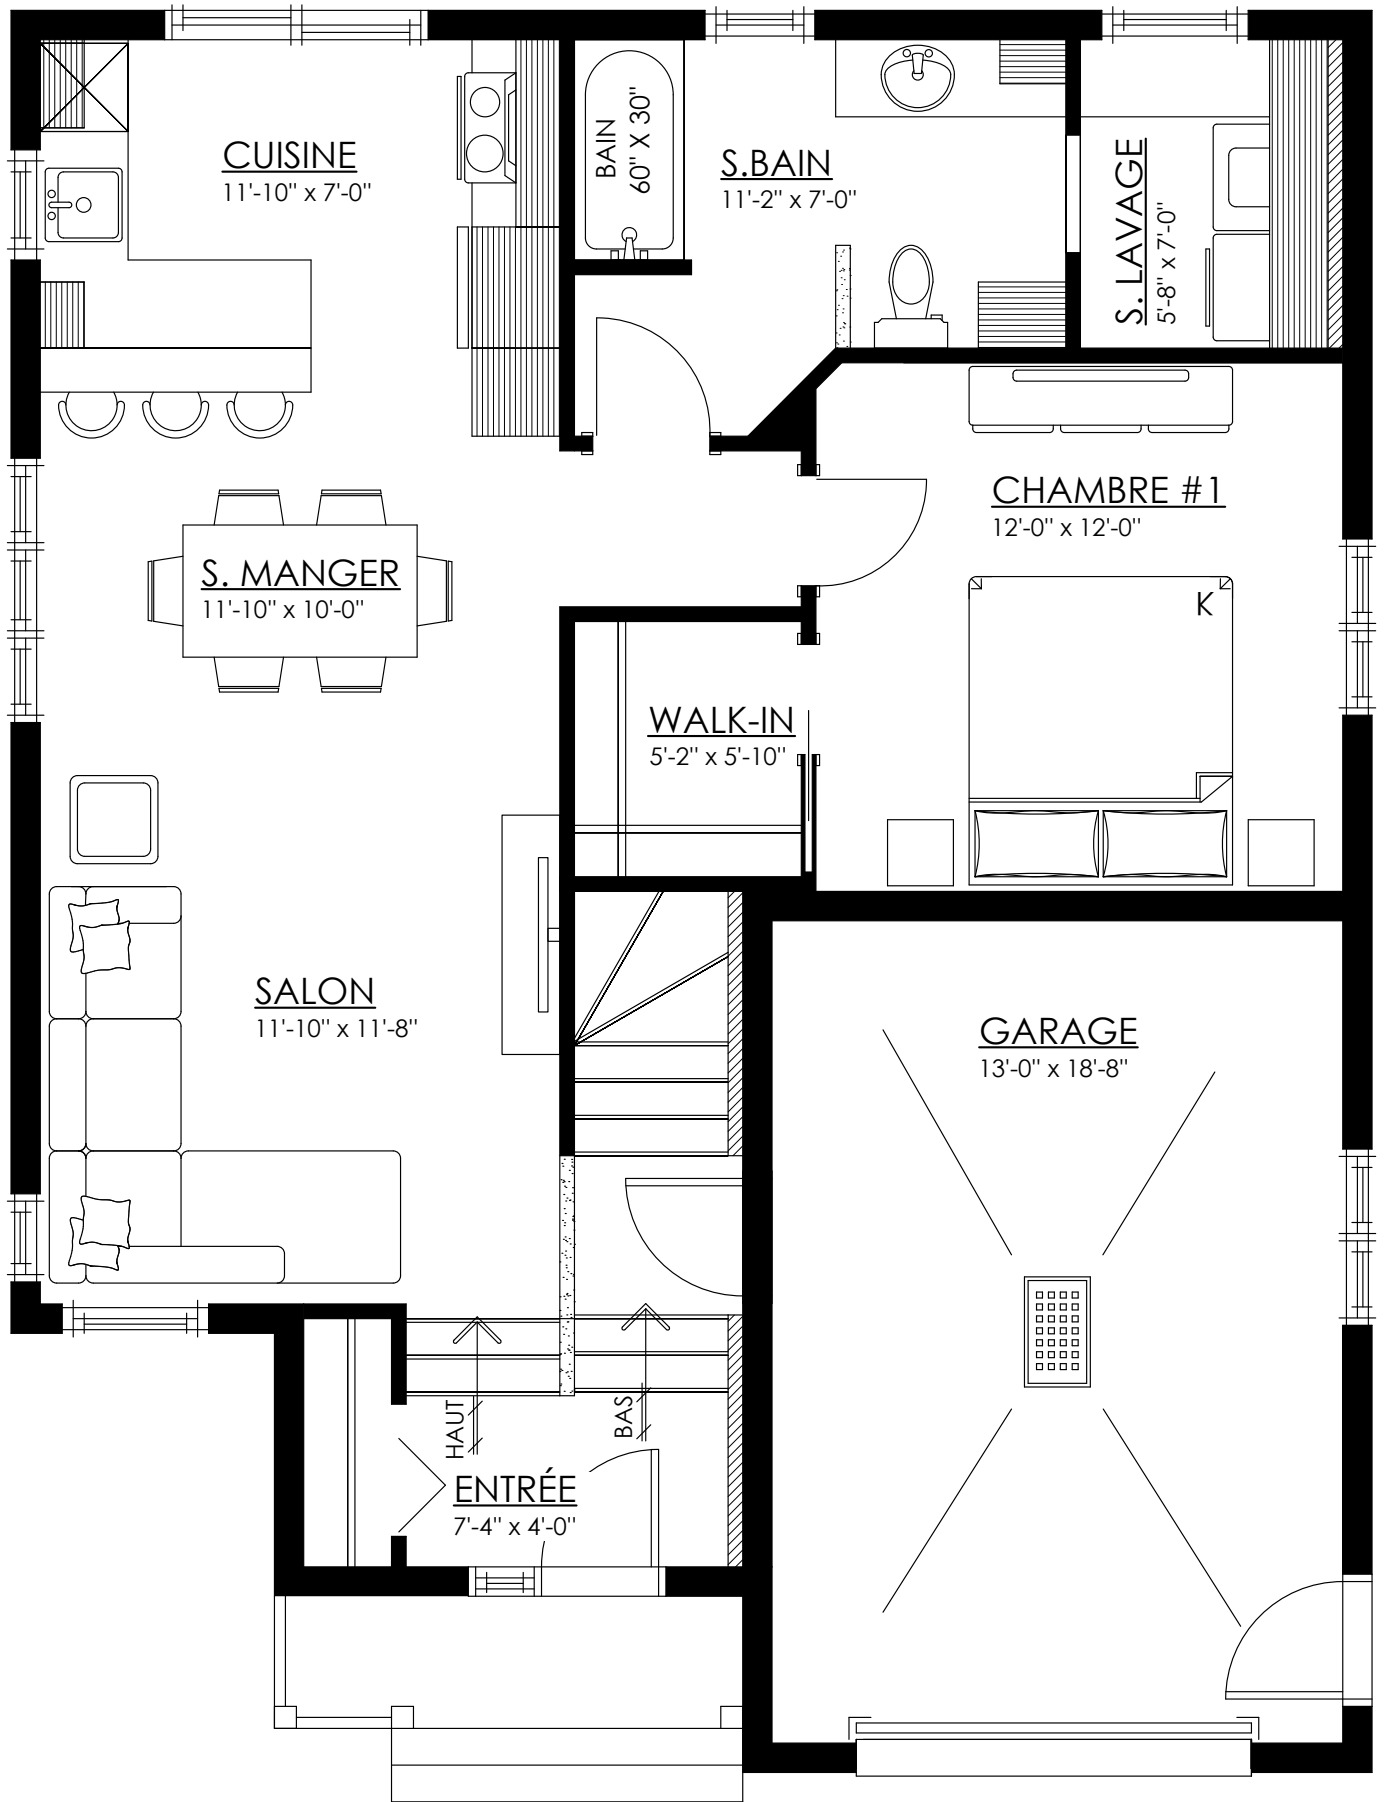 CUISINE
11'-10" x 7'-0"
BAIN
60" X 30"
S.BAIN
11'-2" x 7'-0"
S. LAVAGE
5'-8" x 7'-0"
CHAMBRE #1
12'-0" x 12'-0"
S. MANGER
11'-10" x 10'-0"
K
WALK-IN
5'-2" x 5'-10"
SALON
11'-10" x 11'-8"
GARAGE
13'-0" x 18'-8"
HAUT
BAS
ENTRÉE
7'-4" x 4'-0"